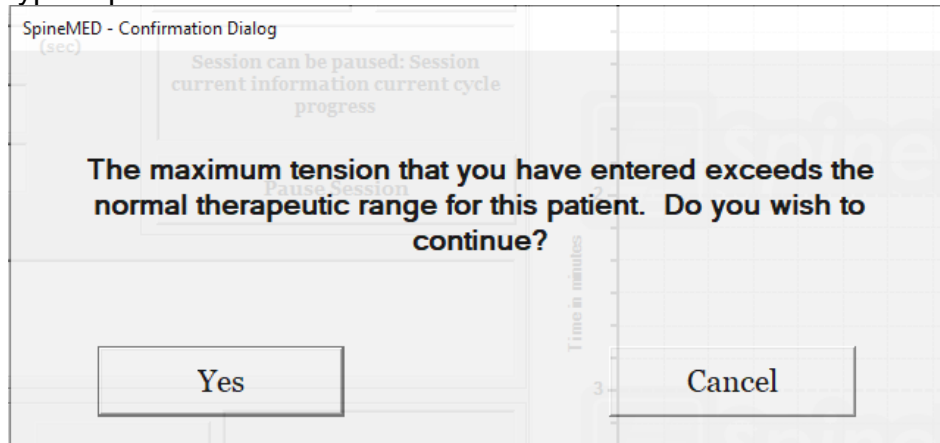 SpineMED - Confirmation Dialog
(sec)
Session can be paused: Session
current information current cycle
progress
The maximum tension that you have entered exceeds the
Pause Session
2
normal therapeutic range for this patient.  Do you wish to
continue?
Time in minutes
Yes
3
Cancel